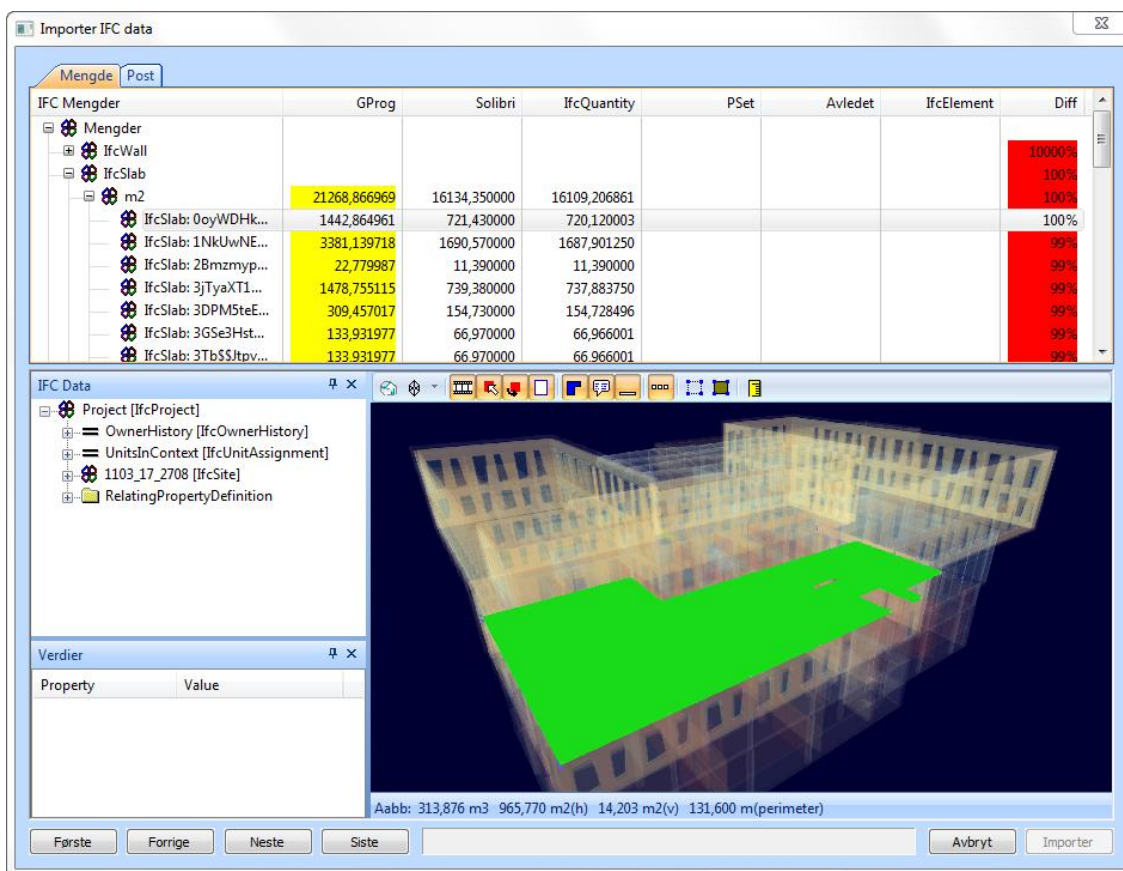 Importer IFC data
Mengde Post
IFC Mengder GProg Solibri IfcQuantity PSet Avledet IfcElement Diff
Mengder
IfcWall 10000%
IfcSlab 100%
m2 21268,866969 16134,350000 16109,206861 100%
IfcSlab: 0oyWDHk... 1442,864961 721,430000 720,120003 100%
IfcSlab: 1NkUwNE... 3381,139718 1690,570000 1687,901250 99%
IfcSlab: 2Bmzmyp... 22,779987 11,390000 11,390000 99%
IfcSlab: 3jTyaXT1... 1478,755115 739,380000 737,883750 99%
IfcSlab: 3DPM5teE... 309,457017 154,730000 154,728496 99%
IfcSlab: 3GSe3Hst... 133,931977 66,970000 66,966001 99%
IfcSlab: 3Tb$$Jtpv... 133,931977 66,970000 66,966001 99%
IFC Data
Project [IfcProject]
OwnerHistory [IfcOwnerHistory]
UnitsInContext [IfcUnitAssignment]
1103_17_2708 [IfcSite]
RelatingPropertyDefinition
Verdier
Property Value
Aabb: 313,876 m3 965,770 m2(h) 14,203 m2(v) 131,600 m(perimeter)
Første Forrige Neste Siste Avbryt Importer